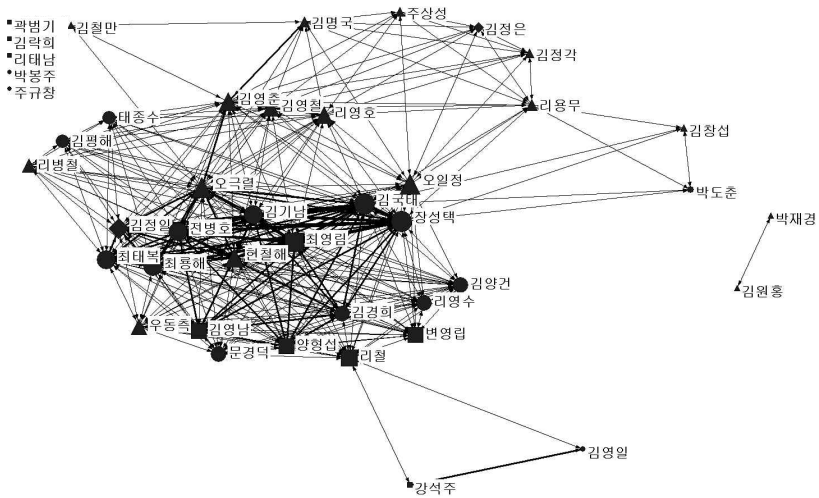 곽범기
김락희
리태남
박봉주
주규창
김철만
김명국
주상성
김정은
김정각
김영춘
김영철
리영호
리용무
태종수
김평해
리병철
김창섭
박도춘
오극렬
오일정
김국태
장성택
김기남
김정일
전병호
최영림
최태복
최룡해
현철해
박재경
김원홍
김양건
리영수
김경희
우동측
김영남
변영립
양형섭
문경덕
리철
김영일
강석주